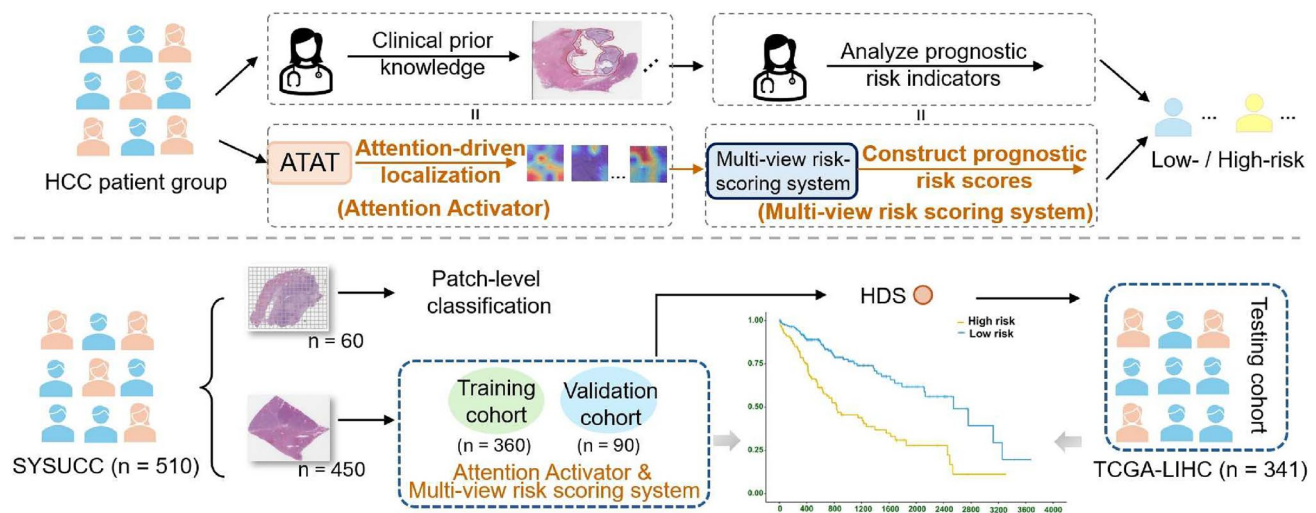 Clinical prior
knowledge
Analyze prognostic
risk indicators
...
=
=
HCC patient group
ATAT
Attention-driven
localization
...
(Attention Activator)
Multi-view risk-
scoring system
Construct prognostic
risk scores
(Multi-view risk scoring system)
... ...
Low- / High-risk
Patch-level
classification
n = 60
SYSUCC (n = 510)
n = 450
Training
cohort
(n = 360)
Validation
cohort
(n = 90)
Attention Activator &
Multi-view risk scoring system
HDS
High risk
Low risk
1.00
0.75
0.50
0.25
0.00
0 400 800 1200 1600 2000 2400 2800 3200 3600 4000
Testing cohort
TCGA-LIHC (n = 341)